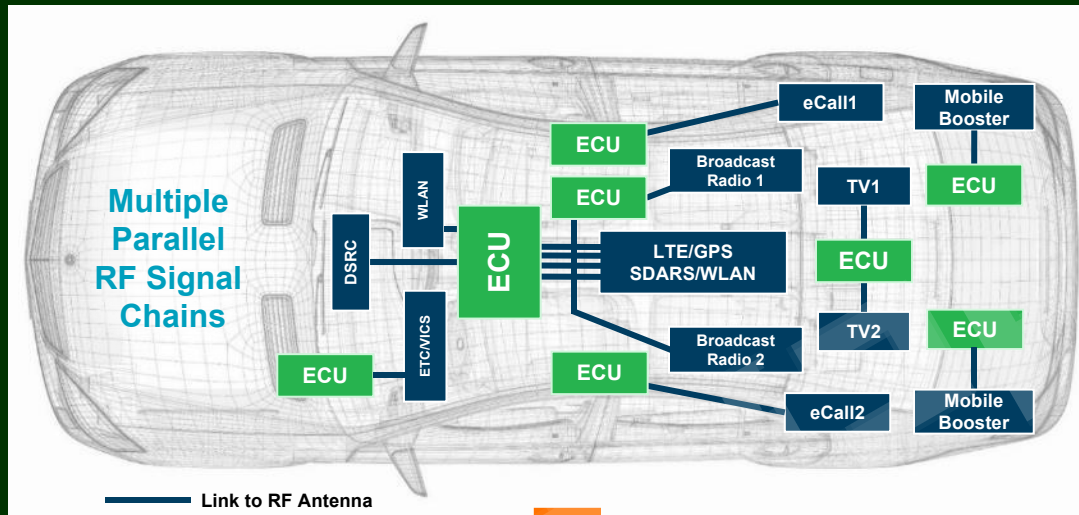 Multiple
Parallel
RF Signal
Chains
WLAN
DSRC
ETC/VICS
ECU
ECU
ECU
ECU
ECU
eCall1
Broadcast
Radio 1
LTE/GPS
SDARS/WLAN
Broadcast
Radio 2
eCall2
TV1
ECU
TV2
Mobile
Booster
ECU
ECU
Mobile
Booster
Link to RF Antenna